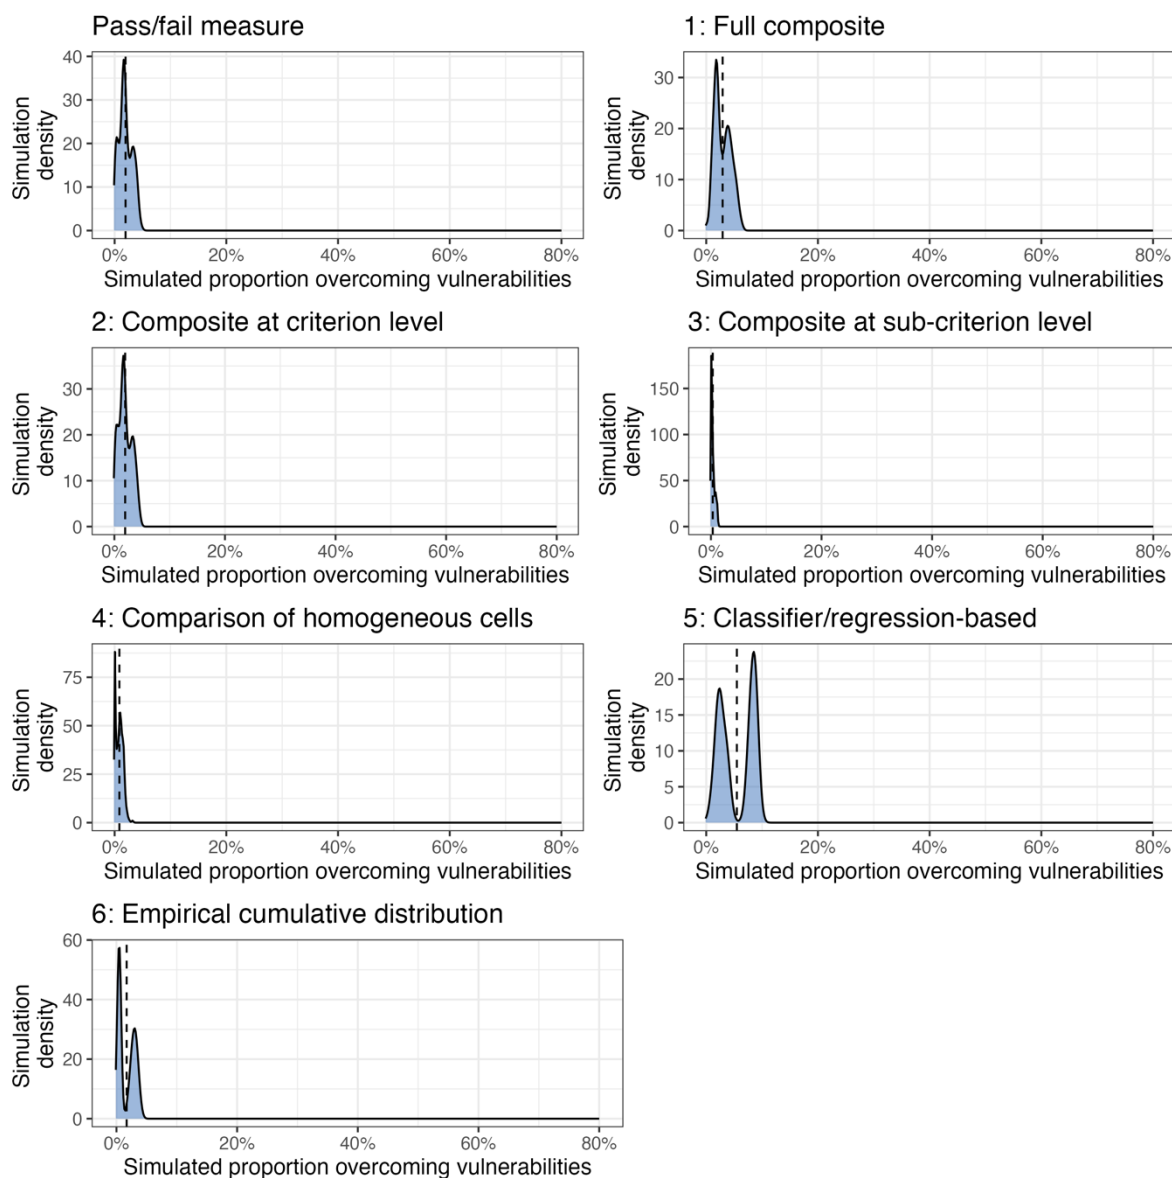 Pass/fail measure
Simulation
density
40
30
20
10
0
0% 20% 40% 60% 80%
Simulated proportion overcoming vulnerabilities
1: Full composite
Simulation
density
30
20
10
0
0% 20% 40% 60% 80%
Simulated proportion overcoming vulnerabilities
2: Composite at criterion level
Simulation
density
30
20
10
0
0% 20% 40% 60% 80%
Simulated proportion overcoming vulnerabilities
3: Composite at sub-criterion level
Simulation
density
150
100
50
0
0% 20% 40% 60% 80%
Simulated proportion overcoming vulnerabilities
4: Comparison of homogeneous cells
Simulation
density
75
50
25
0
0% 20% 40% 60% 80%
Simulated proportion overcoming vulnerabilities
5: Classifier/regression-based
Simulation
density
20
15
10
5
0
0% 20% 40% 60% 80%
Simulated proportion overcoming vulnerabilities
6: Empirical cumulative distribution
Simulation
density
60
40
20
0
0% 20% 40% 60% 80%
Simulated proportion overcoming vulnerabilities